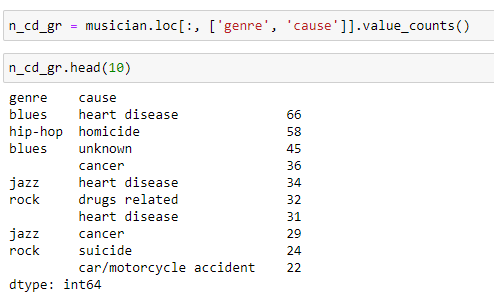 n_cd_gr = musician.loc[:, ['genre', 'cause']].value_counts()
n_cd_gr.head(10)
genre    cause
blues    heart disease              66
hip-hop  homicide                   58
blues    unknown                    45
         cancer                     36
jazz     heart disease              34
rock     drugs related              32
         heart disease              31
jazz     cancer                     29
rock     suicide                    24
         car/motorcycle accident    22
dtype: int64